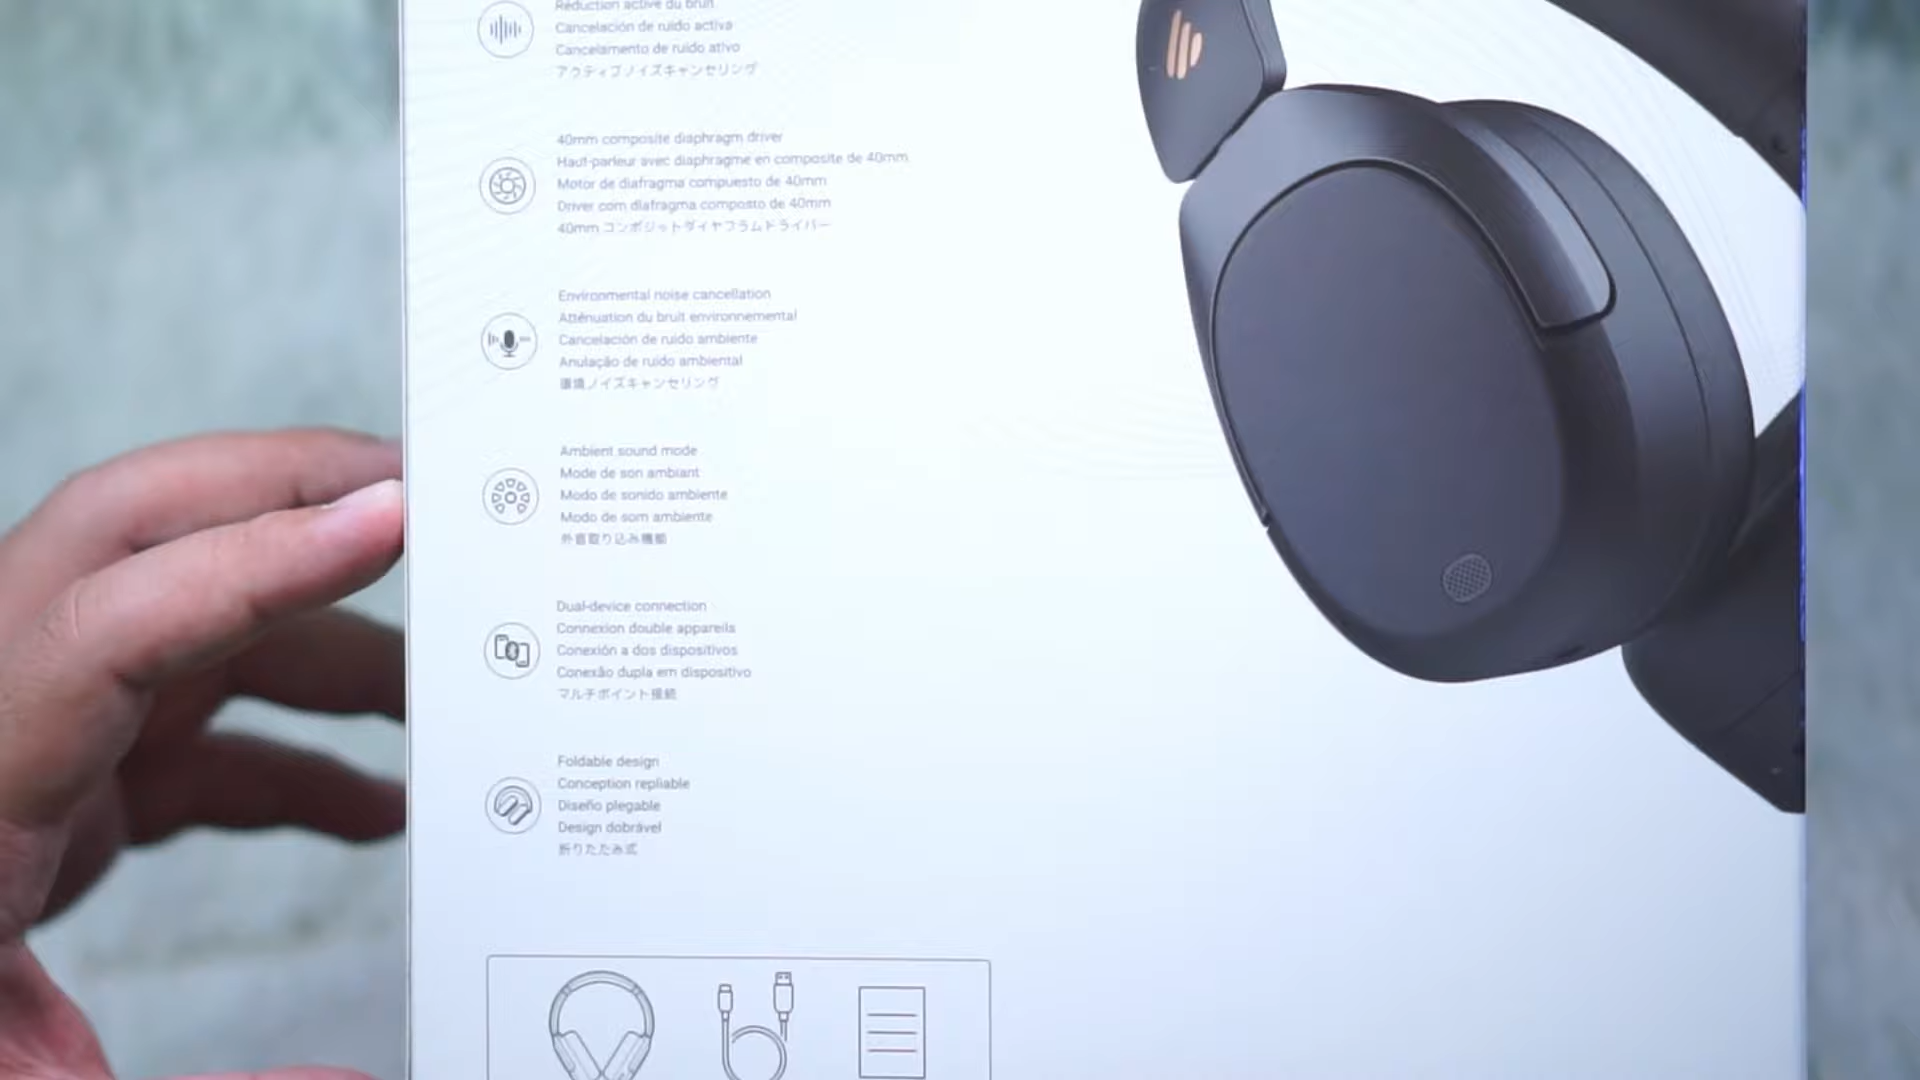 Réduction active du bruit
Cancelación de ruido activa
Cancelamento de ruído ativo
アクティブノイズキャンセリング
40mm composite diaphragm driver
Haut-parleur avec diaphragme en composite de 40mm
Motor de diafragma compuesto de 40mm
Driver com diafragma composto de 40mm
40mm コンポジットダイヤフラムドライバー
Environmental noise cancellation
Atténuation du bruit environnemental
Cancelación de ruido ambiente
Anulação de ruído ambiental
環境ノイズキャンセリング
Ambient sound mode
Mode de son ambiant
Modo de sonido ambiente
Modo de som ambiente
外音取り込み機能
Dual-device connection
Connexion double appareils
Conexión a dos dispositivos
Conexão dupla em dispositivo
マルチポイント接続
Foldable design
Conception repliable
Diseño plegable
Design dobrável
折りたたみ式